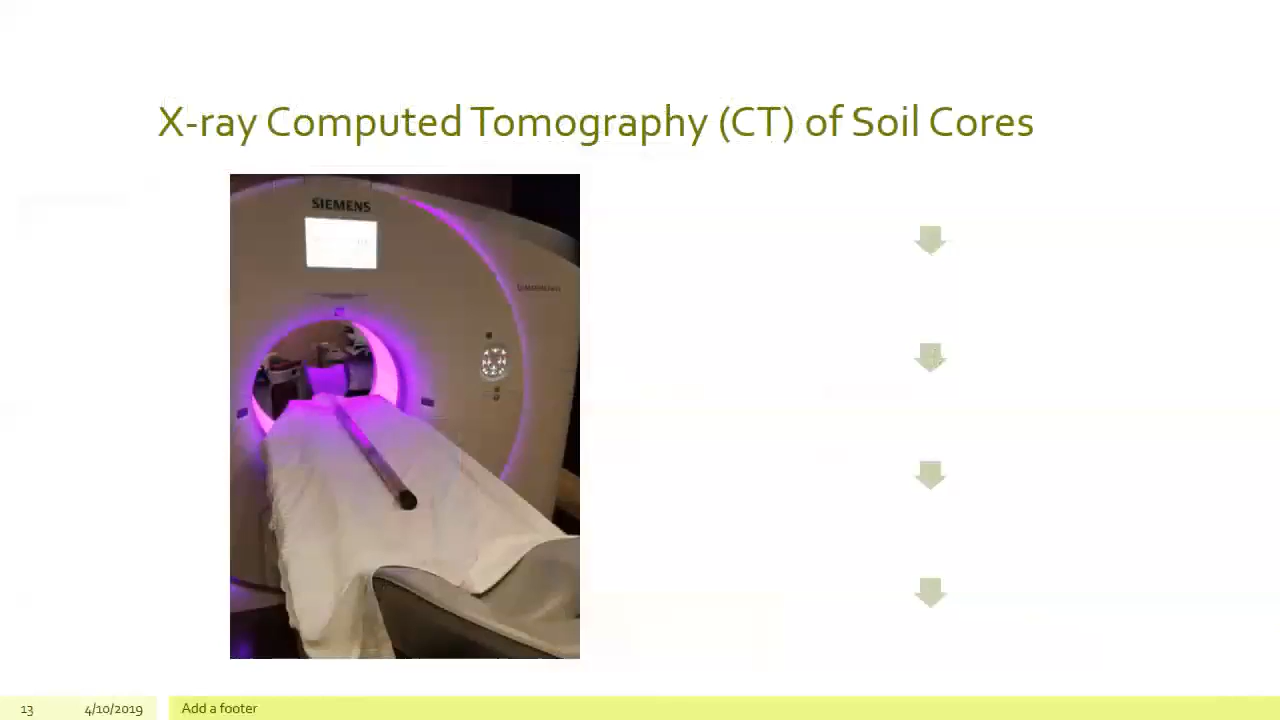 X-ray Computed Tomography (CT) of Soil Cores
SIEMENS
13
4/10/2019
Add a footer